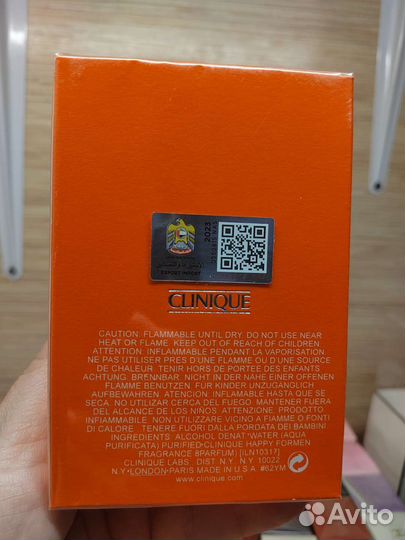 2023
EXPORT IMPORT
CLINIQUE
CAUTION: FLAMMABLE UNTIL DRY. DO NOT USE NEAR
HEAT OR FLAME. KEEP OUT OF REACH OF CHILDREN
ATTENTION: INFLAMMABLE PENDANT LA VAPORISATION
NE PAS UTILISER PRES D'UNE FLAMME OU D'UNE SOURCE
DE CHALEUR. TENIR HORS DE PORTEE DES ENFANTS
ACHTUNG. BRENNBAR. NICHT IN DER NAHE EINER OFFENEN
FLAMME BENUTZEN. FUR KINDER UNZUGANGLICH
AUFBEWAHREN. ATENCION. INFLAMABLE HASTA QUE SE
SECA. NO UTILIZAR CERCA DEL FUEGO. MANTENER FUERA
DEL ALCANCE DE LOS NIÑOS. ATTENZIONE. PRODOTTO
INFIAMMABILE. NON UTILIZZARE VICINO A FIAMME O FONTI
DI CALORE. TENERE FUORI DALLA PORDATA DEI BAMBINI
INGREDIENTS: ALCOHOL DENAT*WATER (AQUA
PURIFICATA) PURIFIED•CLINIQUE HAPPY FORMEN
FRAGRANCE 8PARFUM) [ILN10317]
CLINIQUE LABS. DIST N.Y. N.Y. 10022
N.Y.•LONDON•PARIS MADE IN U.S.A. #62YM
www.clinique.com
Avito